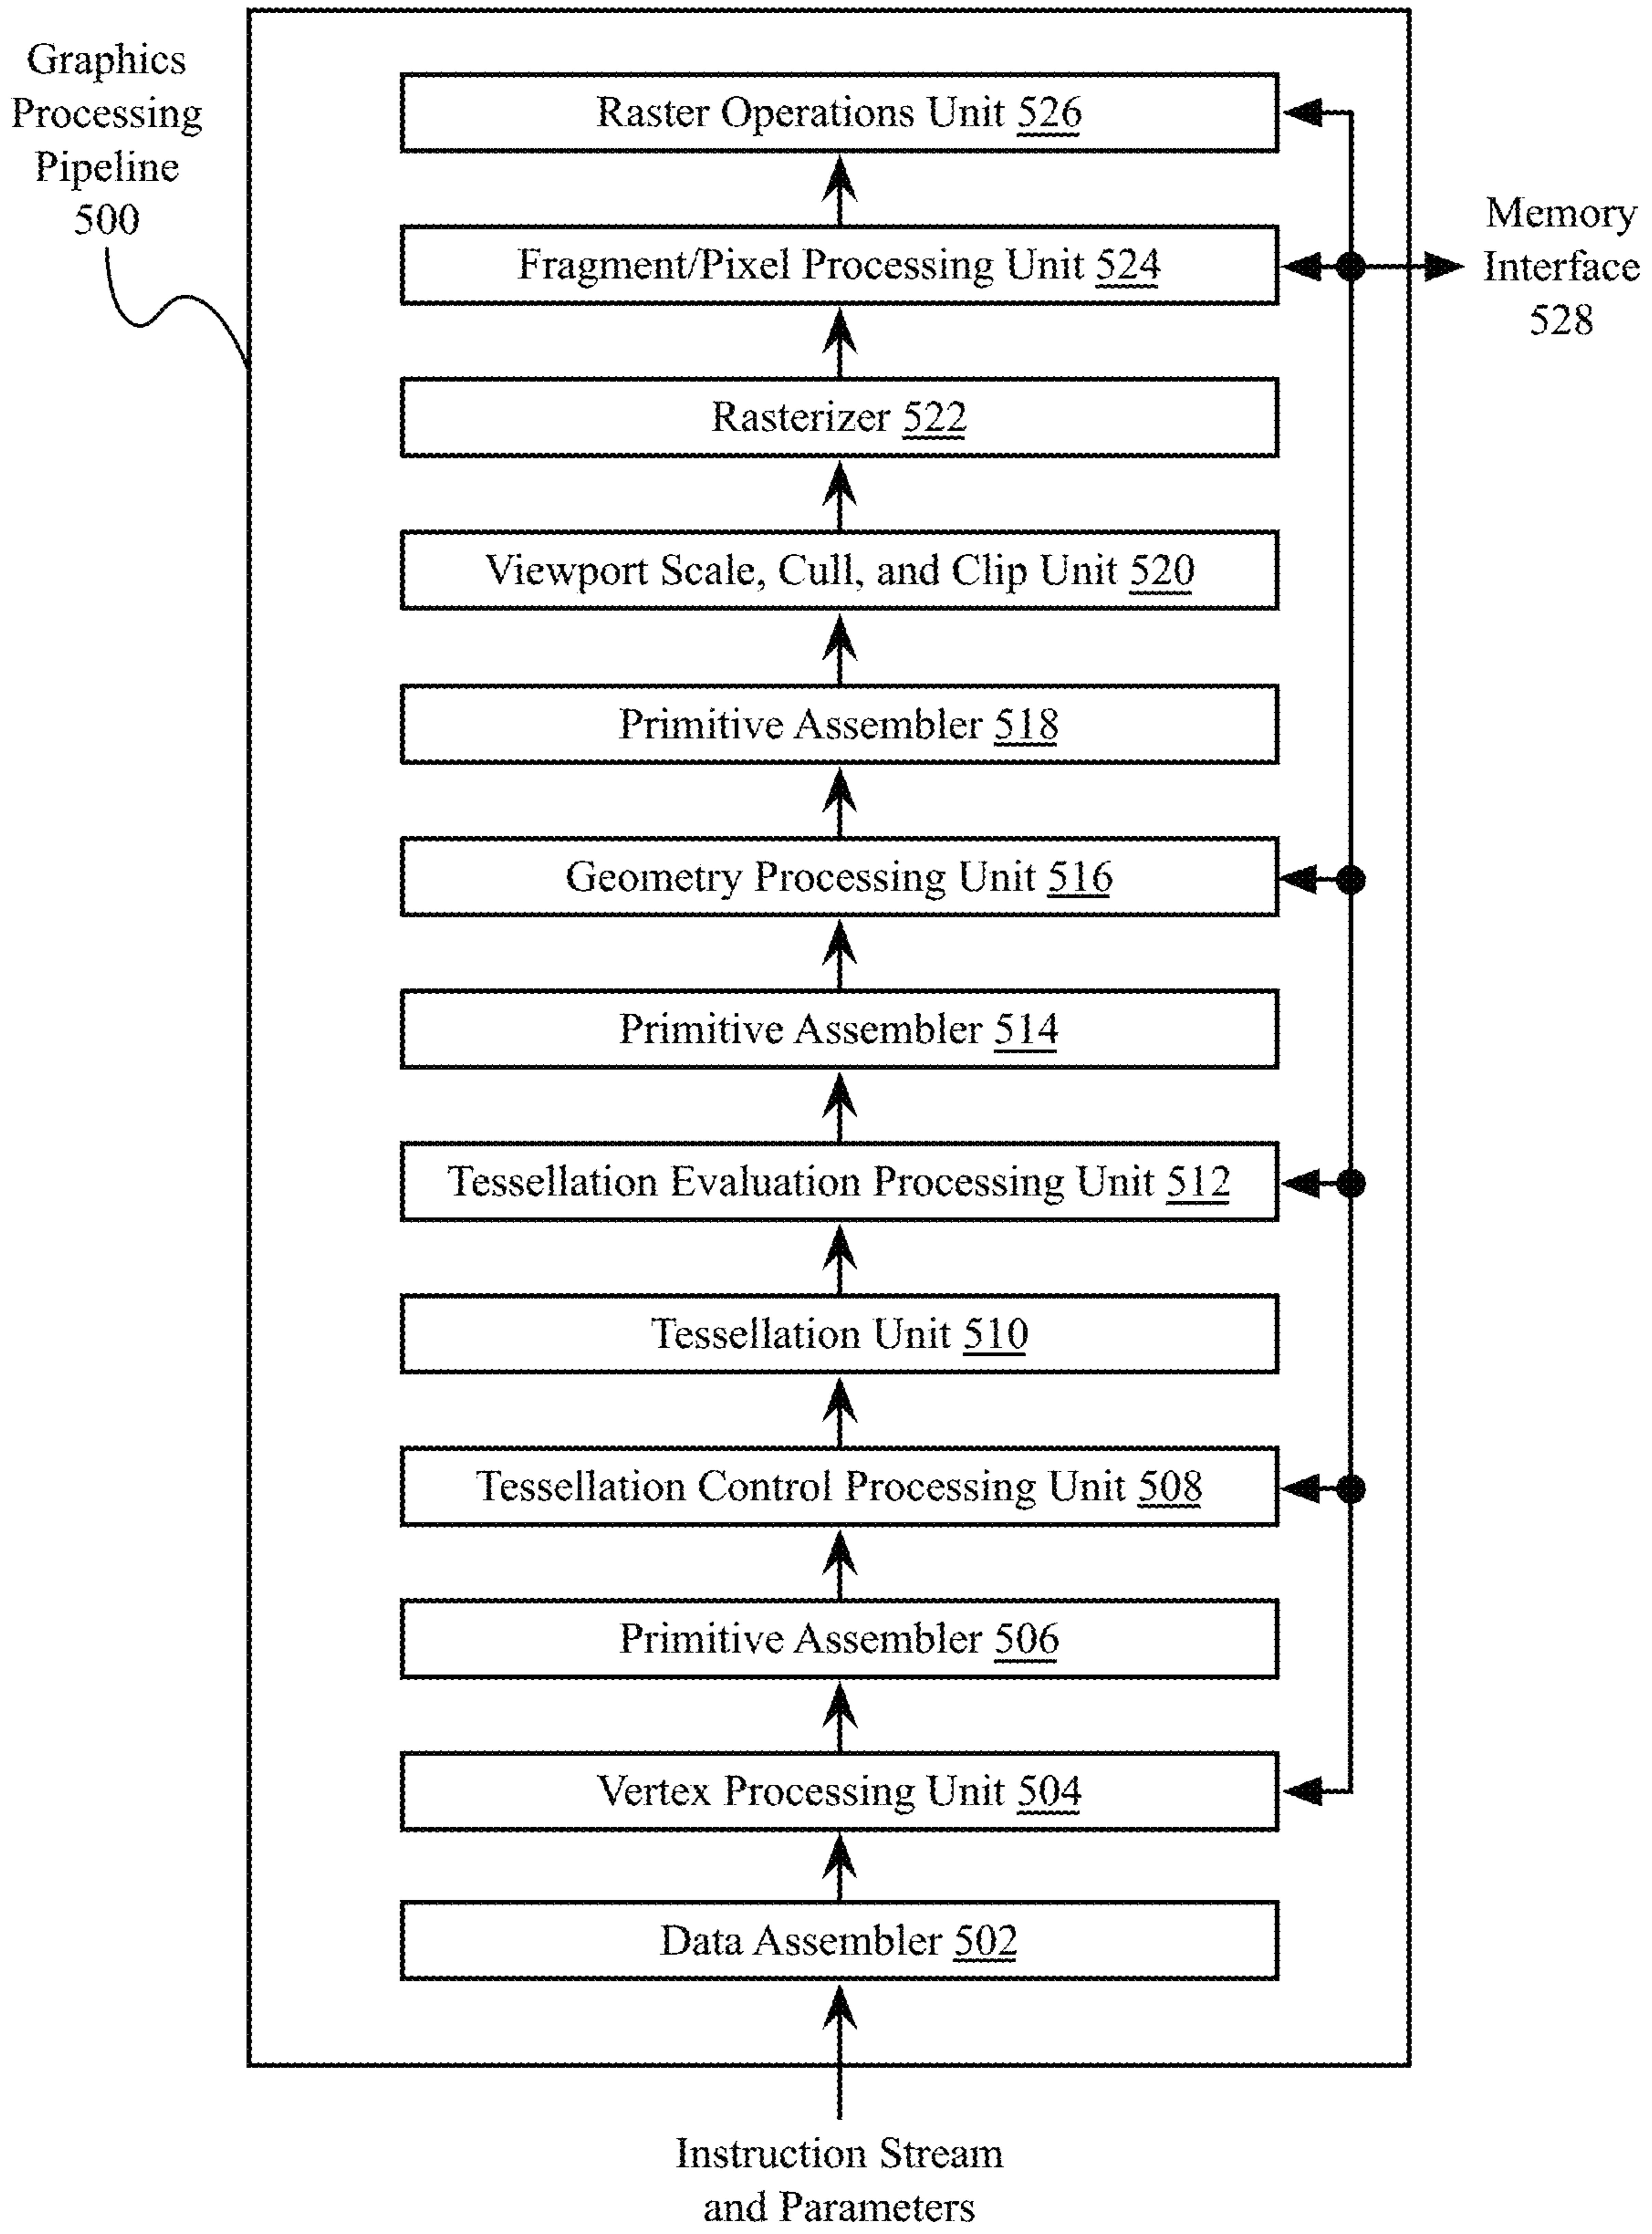 Graphics
Processing
Pipeline
500
Raster Operations Unit 526
Fragment/Pixel Processing Unit 524
Memory
Interface
528
Rasterizer 522
Viewport Scale, Cull, and Clip Unit 520
Primitive Assembler 518
Geometry Processing Unit 516
Primitive Assembler 514
Tessellation Evaluation Processing Unit 512
Tessellation Unit 510
Tessellation Control Processing Unit 508
Primitive Assembler 506
Vertex Processing Unit 504
Data Assembler 502
Instruction Stream
and Parameters